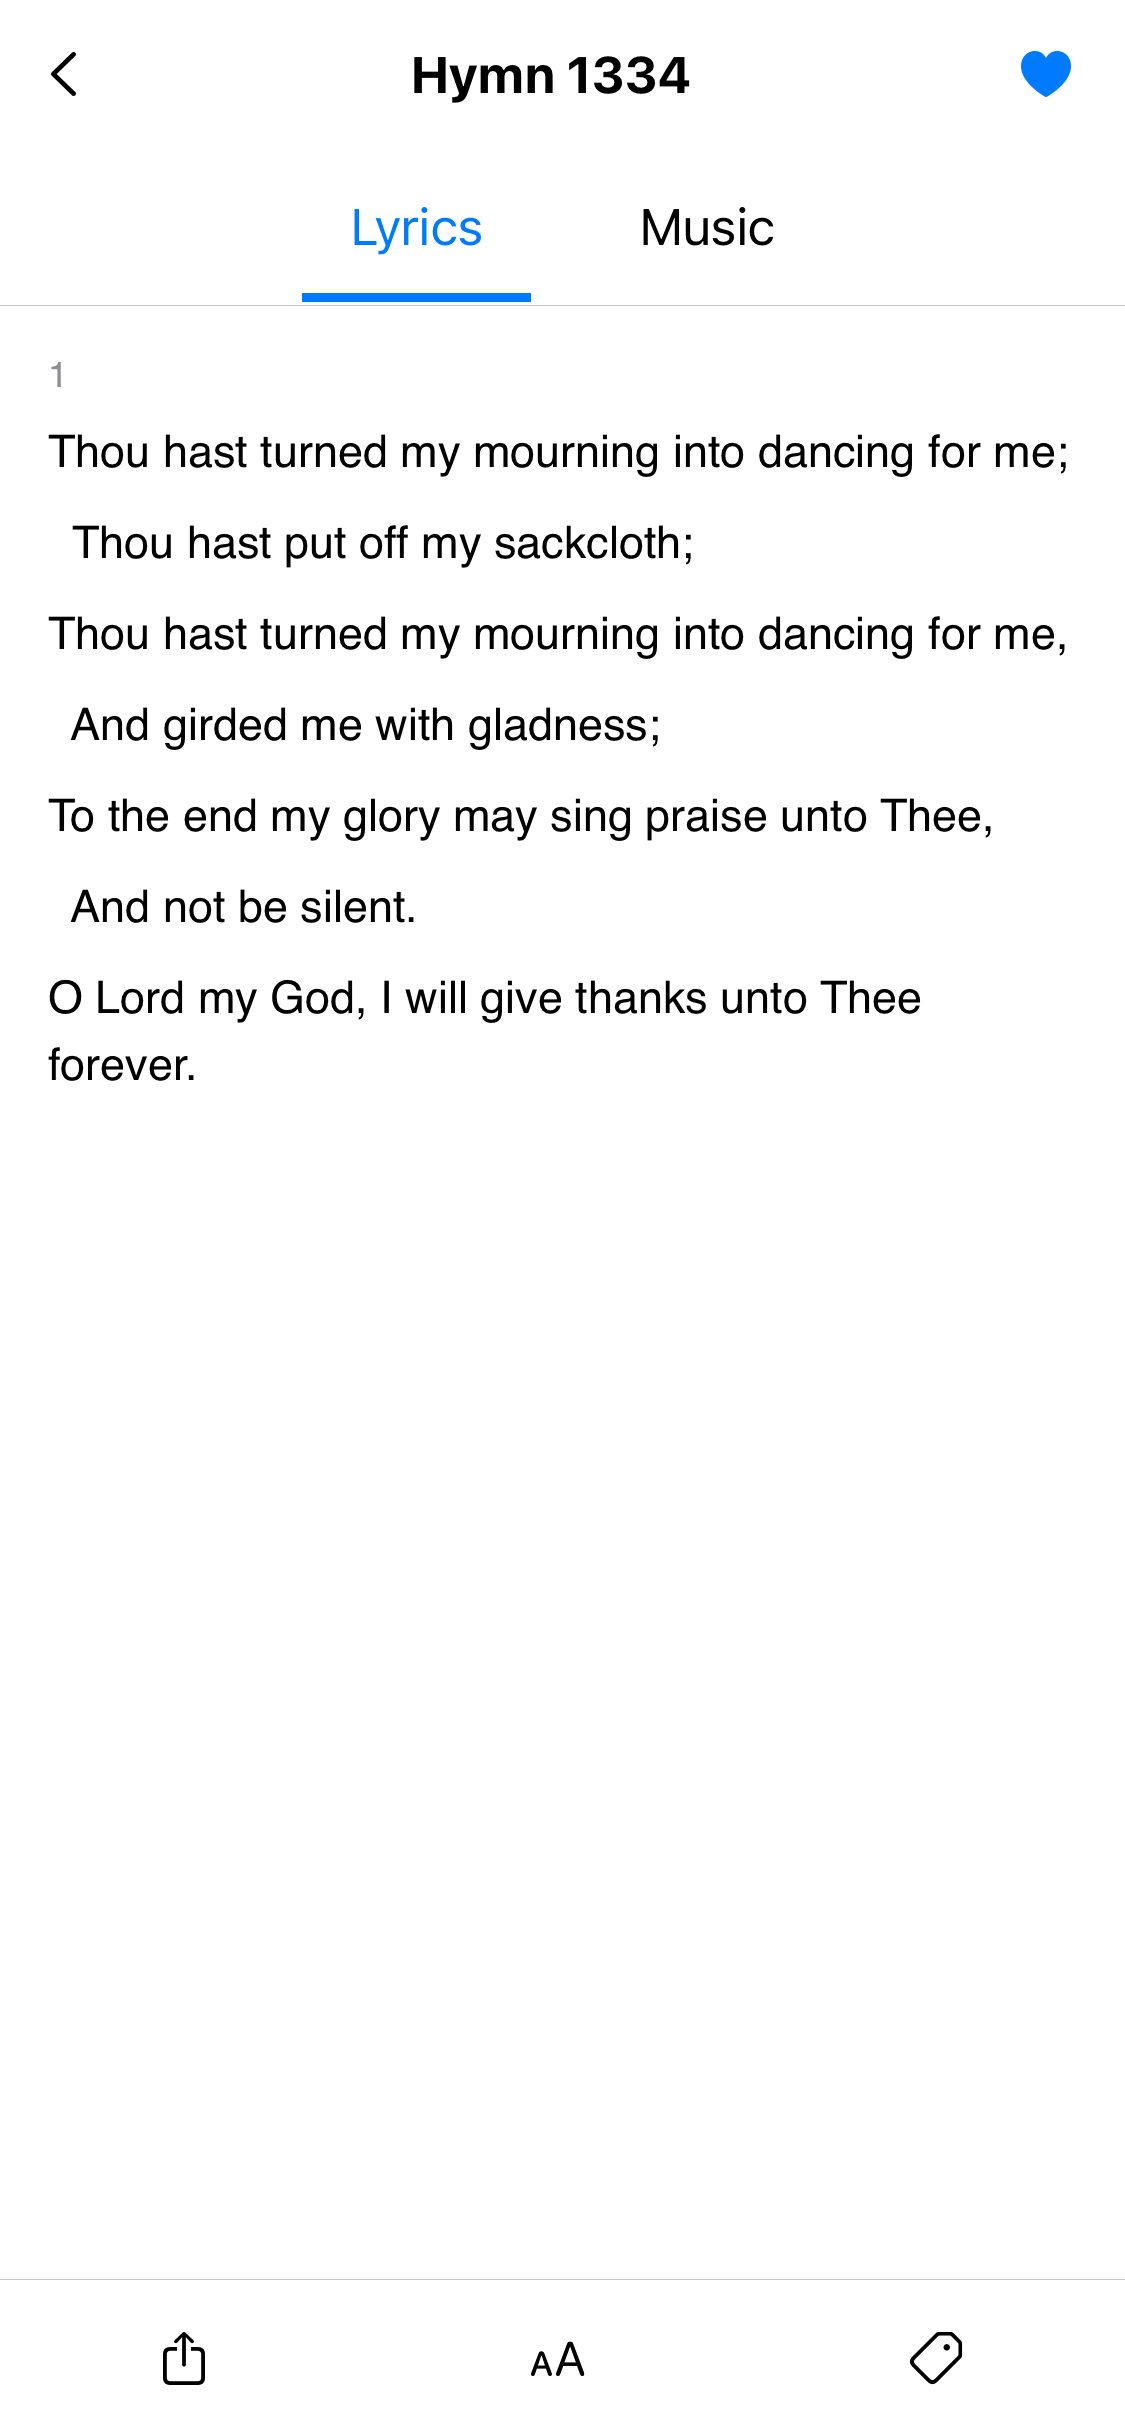 Hymn 1334
Lyrics Music
1
Thou hast turned my mourning into dancing for me;
Thou hast put off my sackcloth;
Thou hast turned my mourning into dancing for me,
And girded me with gladness;
To the end my glory may sing praise unto Thee,
And not be silent.
O Lord my God, I will give thanks unto Thee
forever.
AA